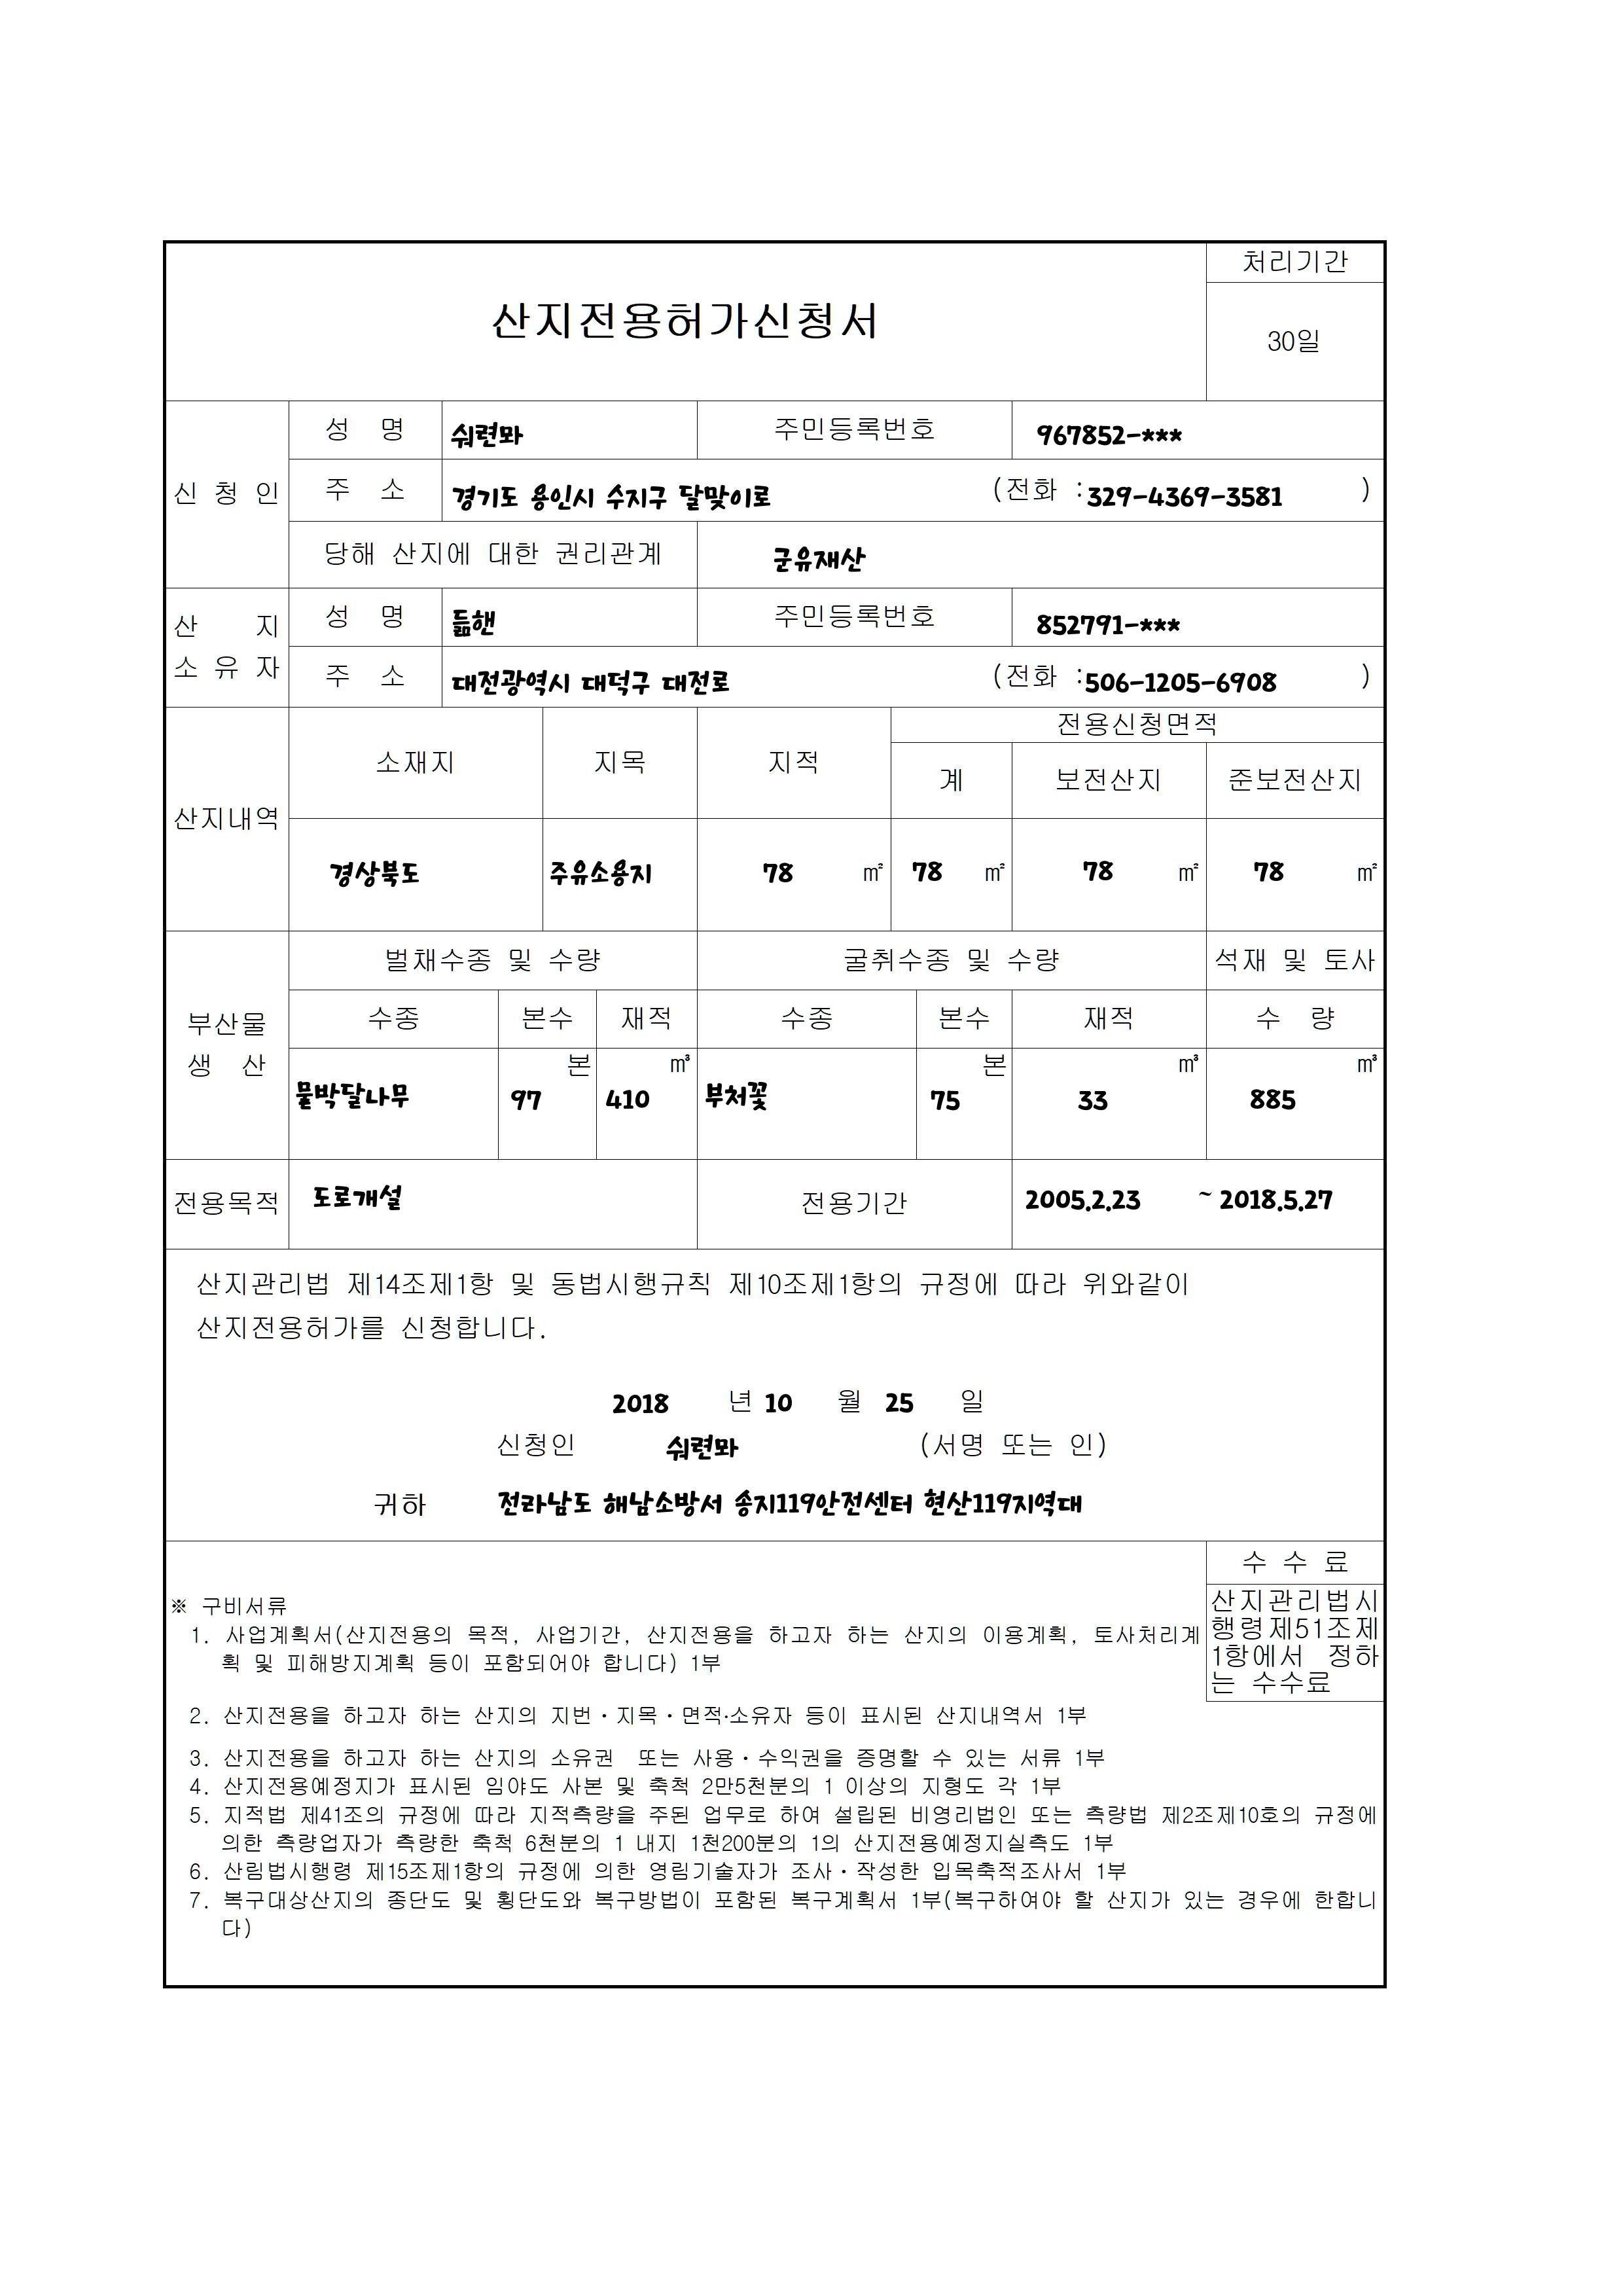 처리기간
산지전용허가신청서
30일
신 청 인
성 명 쉬련뫄 주민등록번호 967852-***
주 소 경기도 용인시 수지구 달맞이로 (전화 :329-4369-3581 )
당해 산지에 대한 권리관계 군유재산
산 지
소 유 자
성 명 듦핸 주민등록번호 852791-***
주 소 대전광역시 대덕구 대전로 (전화 :506-1205-6908 )
산지내역
소재지 지목 지적 전용신청면적
계 보전산지 준보전산지
경상북도 주유소용지 78 ㎡ 78 ㎡ 78 ㎡ 78 ㎡
부산물
생 산
벌채수종 및 수량 굴취수종 및 수량 석재 및 토사
수종 본수 재적 수종 본수 재적 수 량
본 ㎥ 본 ㎥ ㎥
물박달나무 97 410 부처꽃 75 33 885
전용목적 도로개설 전용기간 2005.2.23 ~ 2018.5.27
산지관리법 제14조제1항 및 동법시행규칙 제10조제1항의 규정에 따라 위와같이
산지전용허가를 신청합니다.
2018 년 10 월 25 일
신청인 쉬련뫄 (서명 또는 인)
귀하 전라남도 해남소방서 송지119안전센터 현산119지역대
수 수 료
산지관리법시
행령제51조제
1항에서 정하
는 수수료
※ 구비서류
1. 사업계획서(산지전용의 목적, 사업기간, 산지전용을 하고자 하는 산지의 이용계획, 토사처리계
획 및 피해방지계획 등이 포함되어야 합니다) 1부
2. 산지전용을 하고자 하는 산지의 지번·지목·면적·소유자 등이 표시된 산지내역서 1부
3. 산지전용을 하고자 하는 산지의 소유권 또는 사용·수익권을 증명할 수 있는 서류 1부
4. 산지전용예정지가 표시된 임야도 사본 및 축척 2만5천분의 1 이상의 지형도 각 1부
5. 지적법 제41조의 규정에 따라 지적측량을 주된 업무로 하여 설립된 비영리법인 또는 측량법 제2조제10호의 규정에
의한 측량업자가 측량한 축척 6천분의 1 내지 1천200분의 1의 산지전용예정지실측도 1부
6. 산림법시행령 제15조제1항의 규정에 의한 영림기술자가 조사·작성한 입목축적조사서 1부
7. 복구대상산지의 종단도 및 횡단도와 복구방법이 포함된 복구계획서 1부(복구하여야 할 산지가 있는 경우에 한합니
다)